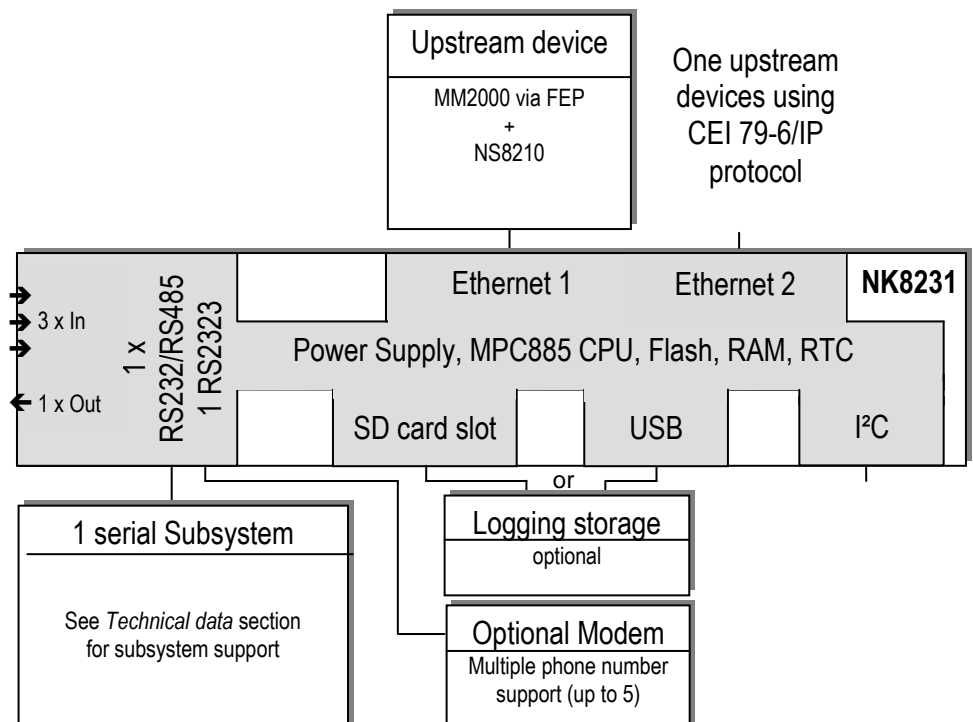 Upstream device
MM2000 via FEP
+
NS8210
One upstream
devices using
CEI 79-6/IP
protocol
Ethernet 1
Ethernet 2
NK8231
3 x In
1 x Out
1 x
RS232/RS485
1 RS2323
Power Supply, MPC885 CPU, Flash, RAM, RTC
SD card slot
USB
I²C
or
1 serial Subsystem
See Technical data section
for subsystem support
Logging storage
optional
Optional Modem
Multiple phone number
support (up to 5)